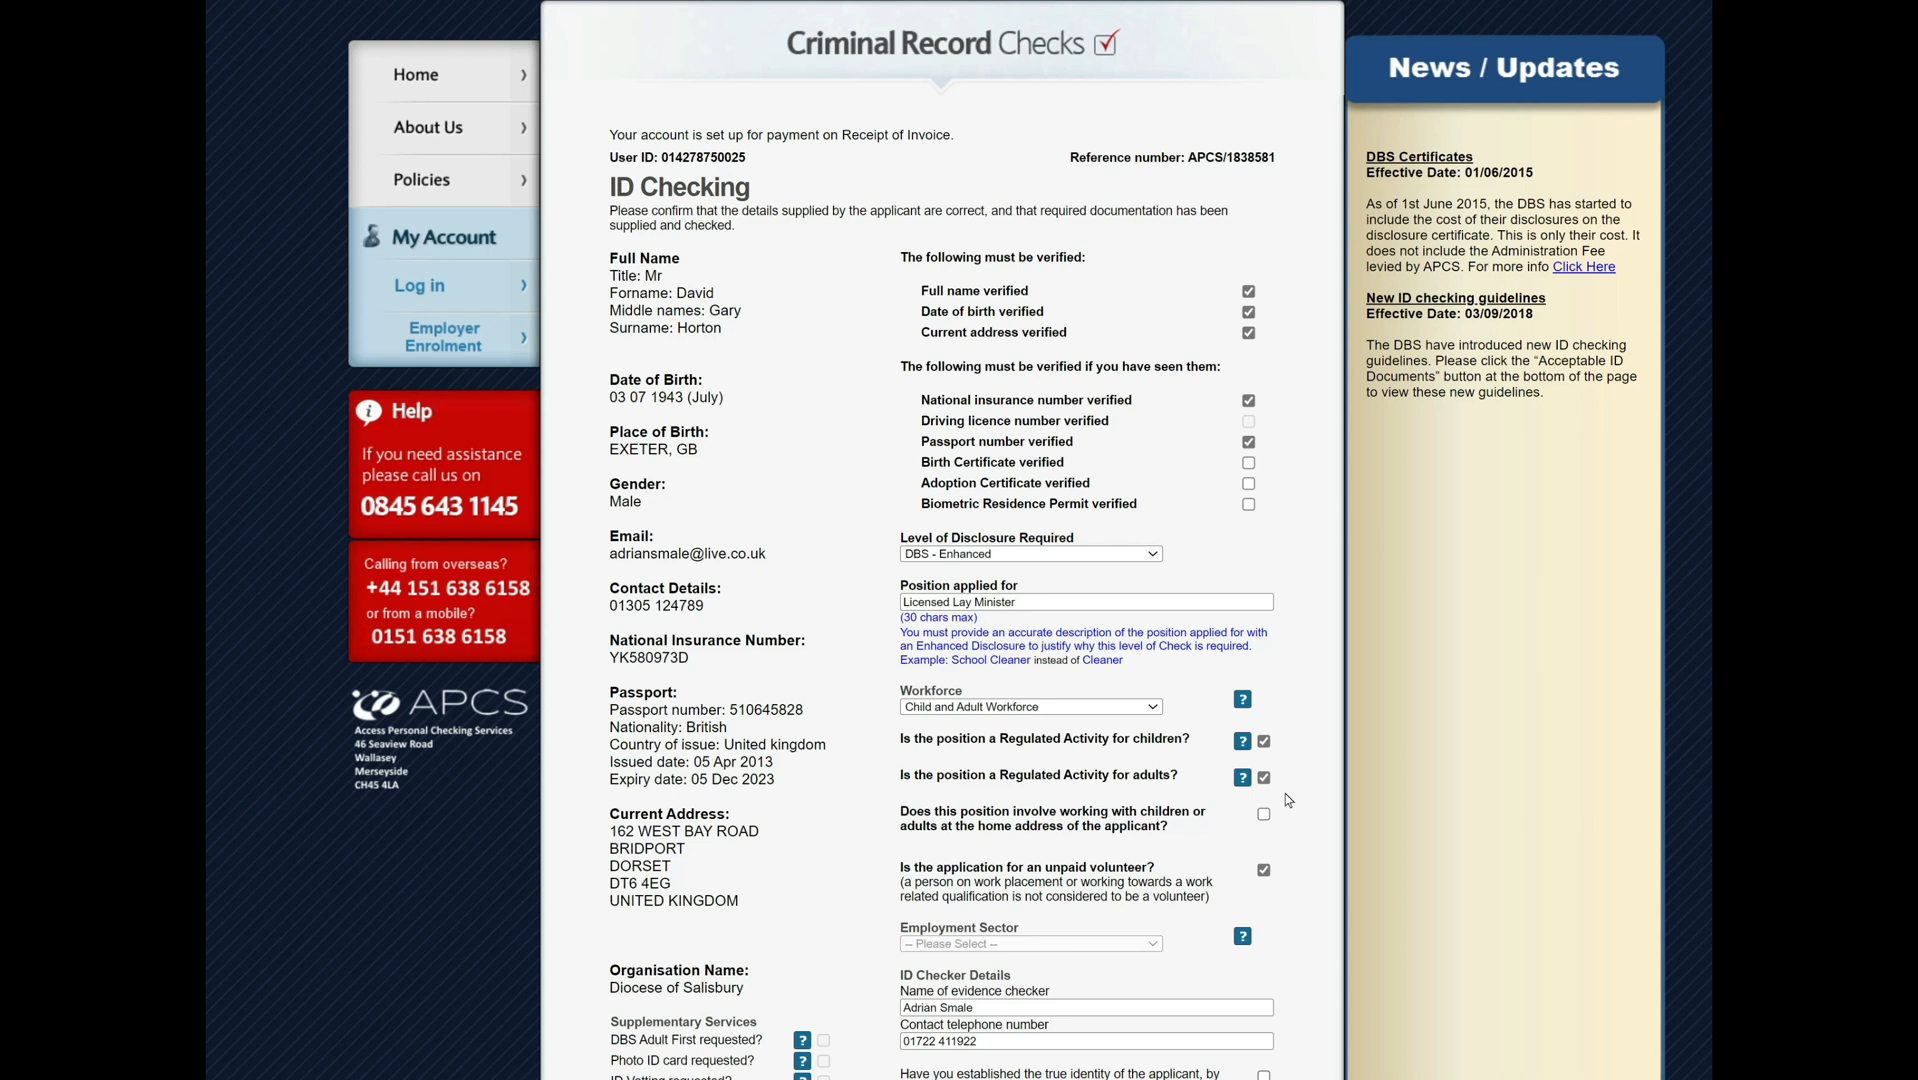 Criminal Record Checks
Home
About Us
Policies
My Account
Log in
Employer
Enrolment
Help
If you need assistance
please call us on
0845 643 1145
Calling from overseas?
+44 151 638 6158
or from a mobile?
0151 638 6158
APCS
Access Personal Checking Services
46 Seaview Road
Wallasey
Merseyside
CH45 4LA
Your account is set up for payment on Receipt of Invoice.
User ID: 014278750025
Reference number: APCS/1838581
ID Checking
Please confirm that the details supplied by the applicant are correct, and that required documentation has been
supplied and checked.
Full Name
Title: Mr
Forname: David
Middle names: Gary
Surname: Horton
Date of Birth:
03 07 1943 (July)
Place of Birth:
EXETER, GB
Gender:
Male
Email:
adriansmale@live.co.uk
Contact Details:
01305 124789
National Insurance Number:
YK580973D
Passport:
Passport number: 510645828
Nationality: British
Country of issue: United kingdom
Issued date: 05 Apr 2013
Expiry date: 05 Dec 2023
Current Address:
162 WEST BAY ROAD
BRIDPORT
DORSET
DT6 4EG
UNITED KINGDOM
Organisation Name:
Diocese of Salisbury
Supplementary Services
DBS Adult First requested? ?
Photo ID card requested? ?
ID Vetting requested? ?
The following must be verified:
Full name verified
Date of birth verified
Current address verified
The following must be verified if you have seen them:
National insurance number verified
Driving licence number verified
Passport number verified
Birth Certificate verified
Adoption Certificate verified
Biometric Residence Permit verified
Level of Disclosure Required
DBS - Enhanced
Position applied for
Licensed Lay Minister
(30 chars max)
You must provide an accurate description of the position applied for with
an Enhanced Disclosure to justify why this level of Check is required.
Example: School Cleaner instead of Cleaner
Workforce
Child and Adult Workforce ?
Is the position a Regulated Activity for children? ?
Is the position a Regulated Activity for adults? ?
Does this position involve working with children or
adults at the home address of the applicant?
Is the application for an unpaid volunteer?
(a person on work placement or working towards a work
related qualification is not considered to be a volunteer)
Employment Sector
-- Please Select -- ?
ID Checker Details
Name of evidence checker
Adrian Smale
Contact telephone number
01722 411922
Have you established the true identity of the applicant, by
News / Updates
DBS Certificates
Effective Date: 01/06/2015
As of 1st June 2015, the DBS has started to
include the cost of their disclosures on the
disclosure certificate. This is only their cost. It
does not include the Administration Fee
levied by APCS. For more info Click Here
New ID checking guidelines
Effective Date: 03/09/2018
The DBS have introduced new ID checking
guidelines. Please click the “Acceptable ID
Documents” button at the bottom of the page
to view these new guidelines.